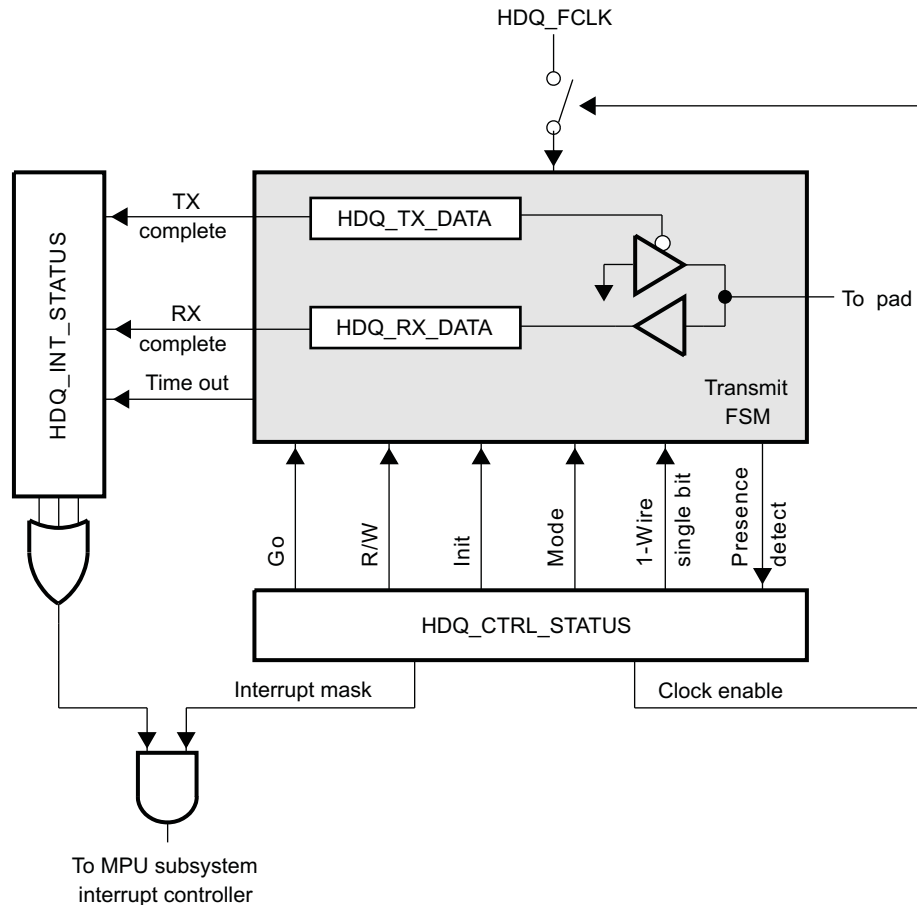 HDQ_FCLK
TX
complete
HDQ_TX_DATA
HDQ_INT_STATUS
To pad
RX
complete
HDQ_RX_DATA
Time out
Transmit
FSM
Go
R/W
Init
Mode
1-Wire
single bit
Presence
detect
HDQ_CTRL_STATUS
Interrupt mask
Clock enable
To MPU subsystem
interrupt controller